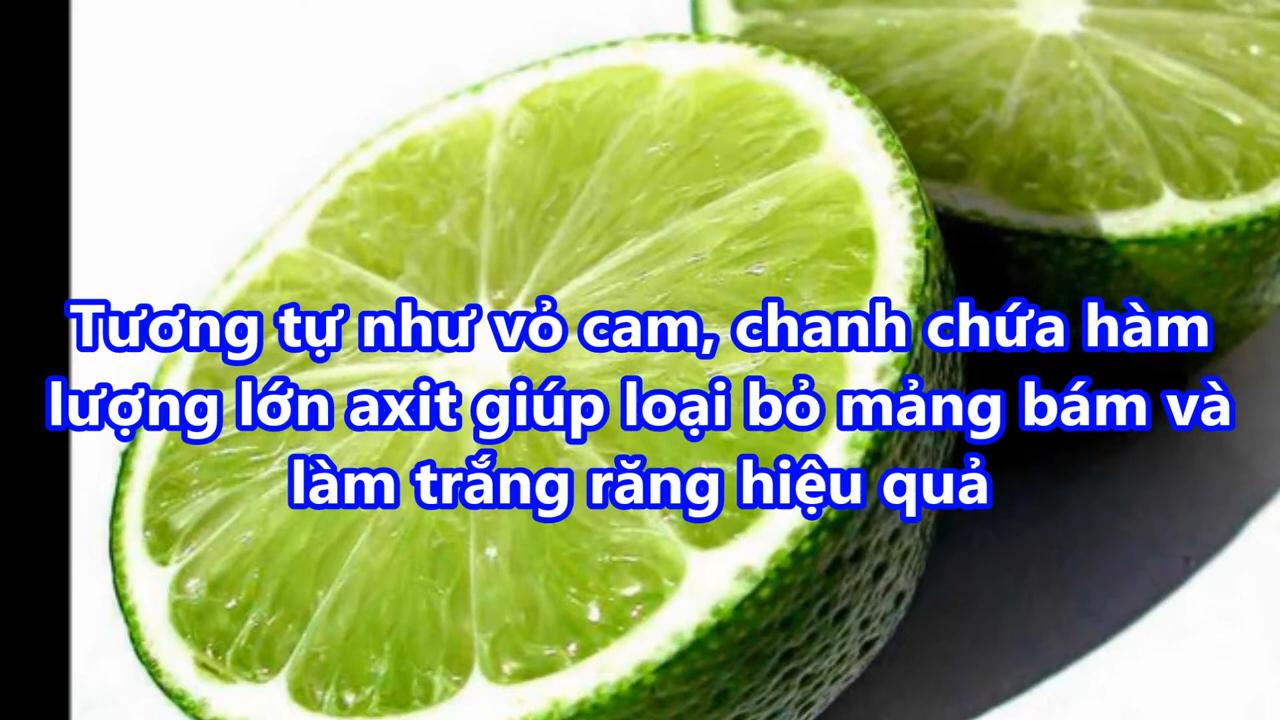 Tương tự như vỏ cam, chanh chứa hàm
lượng lớn axit giúp loại bỏ mảng bám và
làm trắng răng hiệu quả